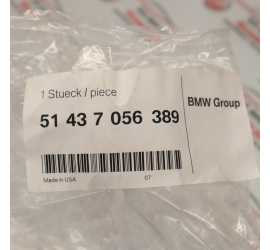 1 Stueck / piece
BMW Group
51 43 7 056 389
Made in USA 07